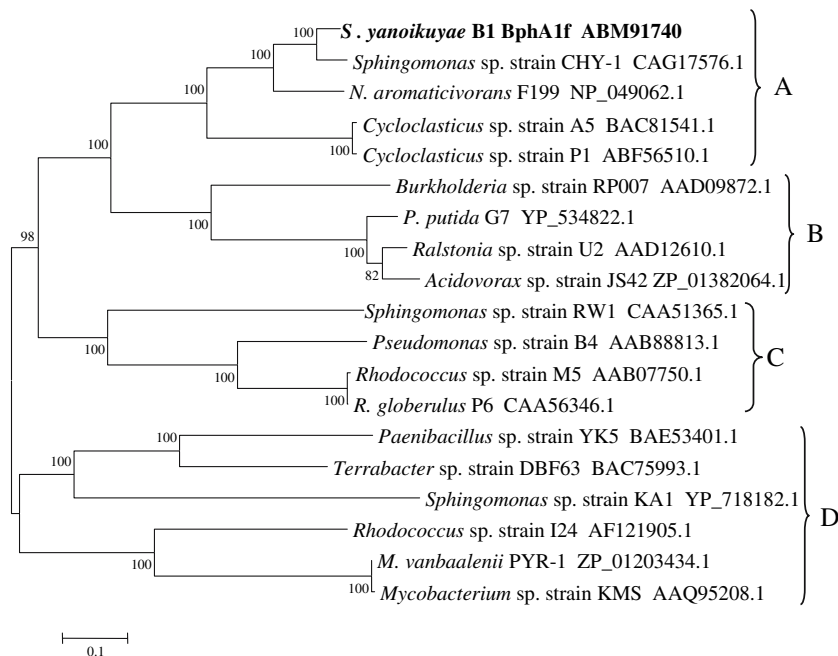 S . yanoikuyae B1 BphA1f ABM91740
Sphingomonas sp. strain CHY-1 CAG17576.1
N. aromaticivorans F199 NP_049062.1
Cycloclasticus sp. strain A5 BAC81541.1
Cycloclasticus sp. strain P1 ABF56510.1
A
Burkholderia sp. strain RP007 AAD09872.1
P. putida G7 YP_534822.1
Ralstonia sp. strain U2 AAD12610.1
Acidovorax sp. strain JS42 ZP_01382064.1
B
Sphingomonas sp. strain RW1 CAA51365.1
Pseudomonas sp. strain B4 AAB88813.1
Rhodococcus sp. strain M5 AAB07750.1
R. globerulus P6 CAA56346.1
C
Paenibacillus sp. strain YK5 BAE53401.1
Terrabacter sp. strain DBF63 BAC75993.1
Sphingomonas sp. strain KA1 YP_718182.1
Rhodococcus sp. strain I24 AF121905.1
M. vanbaalenii PYR-1 ZP_01203434.1
Mycobacterium sp. strain KMS AAQ95208.1
D
100
100
100
100
100
100
100
82
98
100
100
100
100
100
100
100
0.1